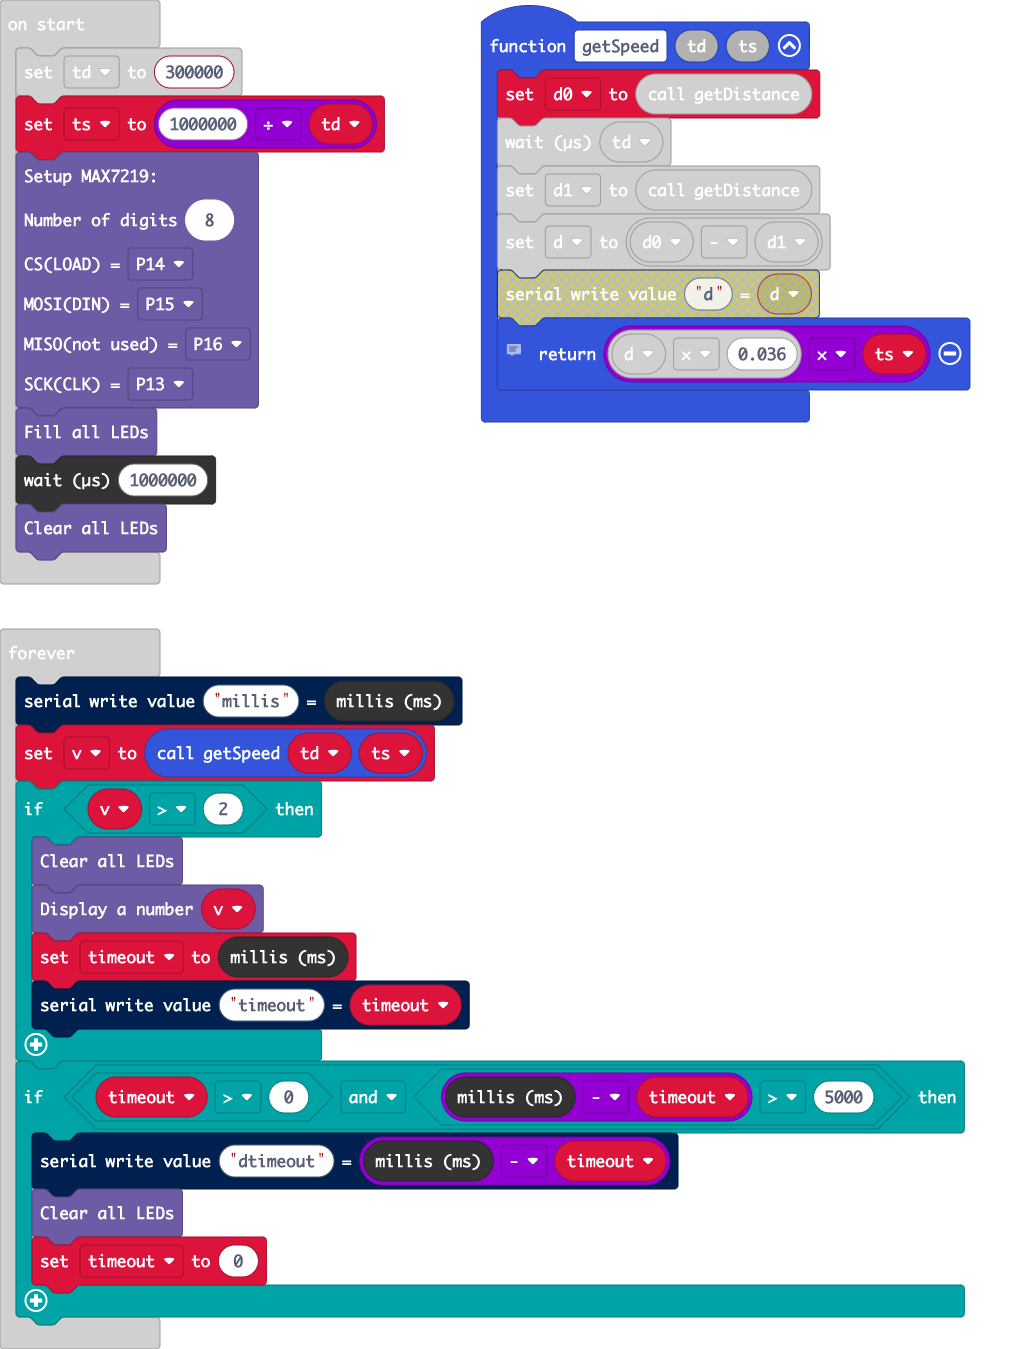 on start
set td to 300000
set ts to 1000000 ÷ td
Setup MAX7219:
Number of digits 8
CS(LOAD) = P14
MOSI(DIN) = P15
MISO(not used) = P16
SCK(CLK) = P13
Fill all LEDs
wait (µs) 1000000
Clear all LEDs
function getSpeed td ts
set d0 to call getDistance
wait (µs) td
set d1 to call getDistance
set d to d0 - d1
serial write value "d" = d
return d × 0.036 × ts
forever
serial write value "millis" = millis (ms)
set v to call getSpeed td ts
if v > 2 then
Clear all LEDs
Display a number v
set timeout to millis (ms)
serial write value "timeout" = timeout
if timeout > 0 and millis (ms) - timeout > 5000 then
serial write value "dtimeout" = millis (ms) - timeout
Clear all LEDs
set timeout to 0